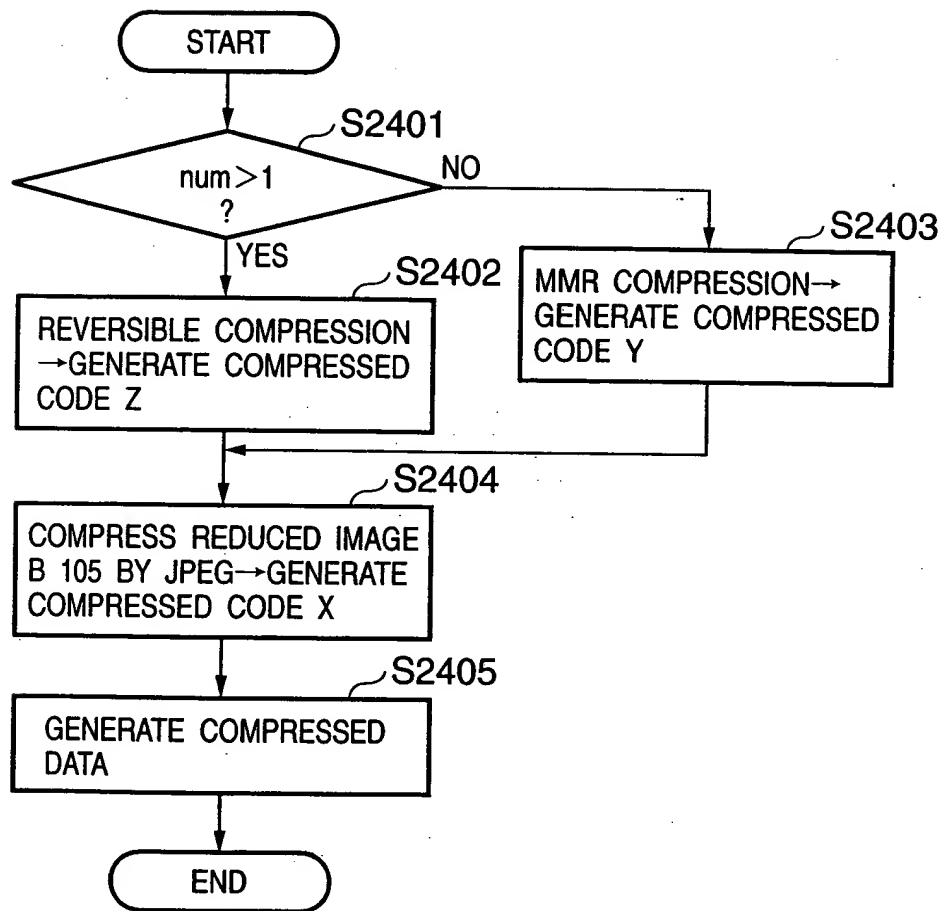 START
S2401
num>1
?
NO
YES
S2403
MMR COMPRESSION→
GENERATE COMPRESSED
CODE Y
S2402
REVERSIBLE COMPRESSION
→GENERATE COMPRESSED
CODE Z
S2404
COMPRESS REDUCED IMAGE
B 105 BY JPEG→GENERATE
COMPRESSED CODE X
S2405
GENERATE COMPRESSED
DATA
END